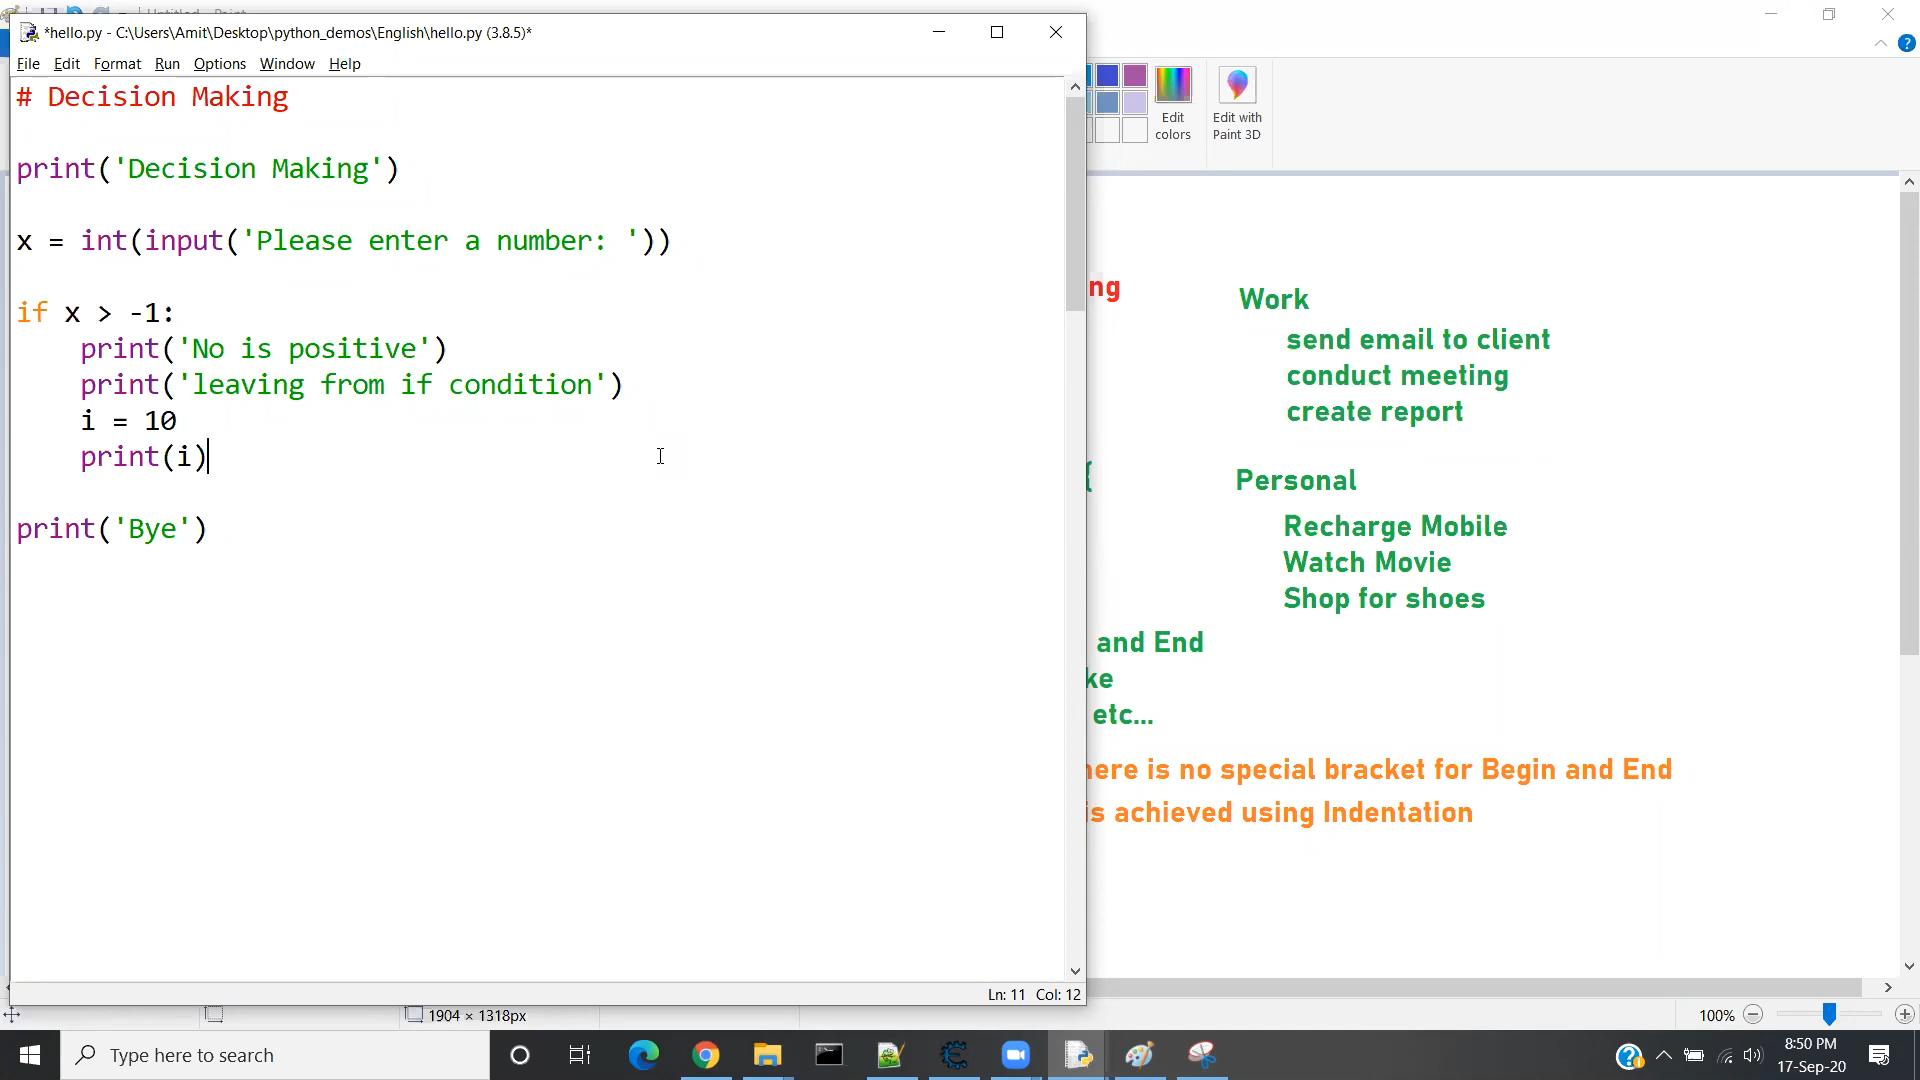 Untitled - Paint
*hello.py - C:\Users\Amit\Desktop\python_demos\English\hello.py (3.8.5)*
File Edit Format Run Options Window Help
# Decision Making
print('Decision Making')
x = int(input('Please enter a number: '))
if x > -1:
print('No is positive')
print('leaving from if condition')
i = 10
print(i)
print('Bye')
Ln: 11 Col: 12
Edit
colors
Edit with
Paint 3D
ng
Work
send email to client
conduct meeting
create report
{
Personal
Recharge Mobile
Watch Movie
Shop for shoes
and End
ke
etc...
here is no special bracket for Begin and End
is achieved using Indentation
1904 × 1318px
100%
Type here to search
8:50 PM
17-Sep-20